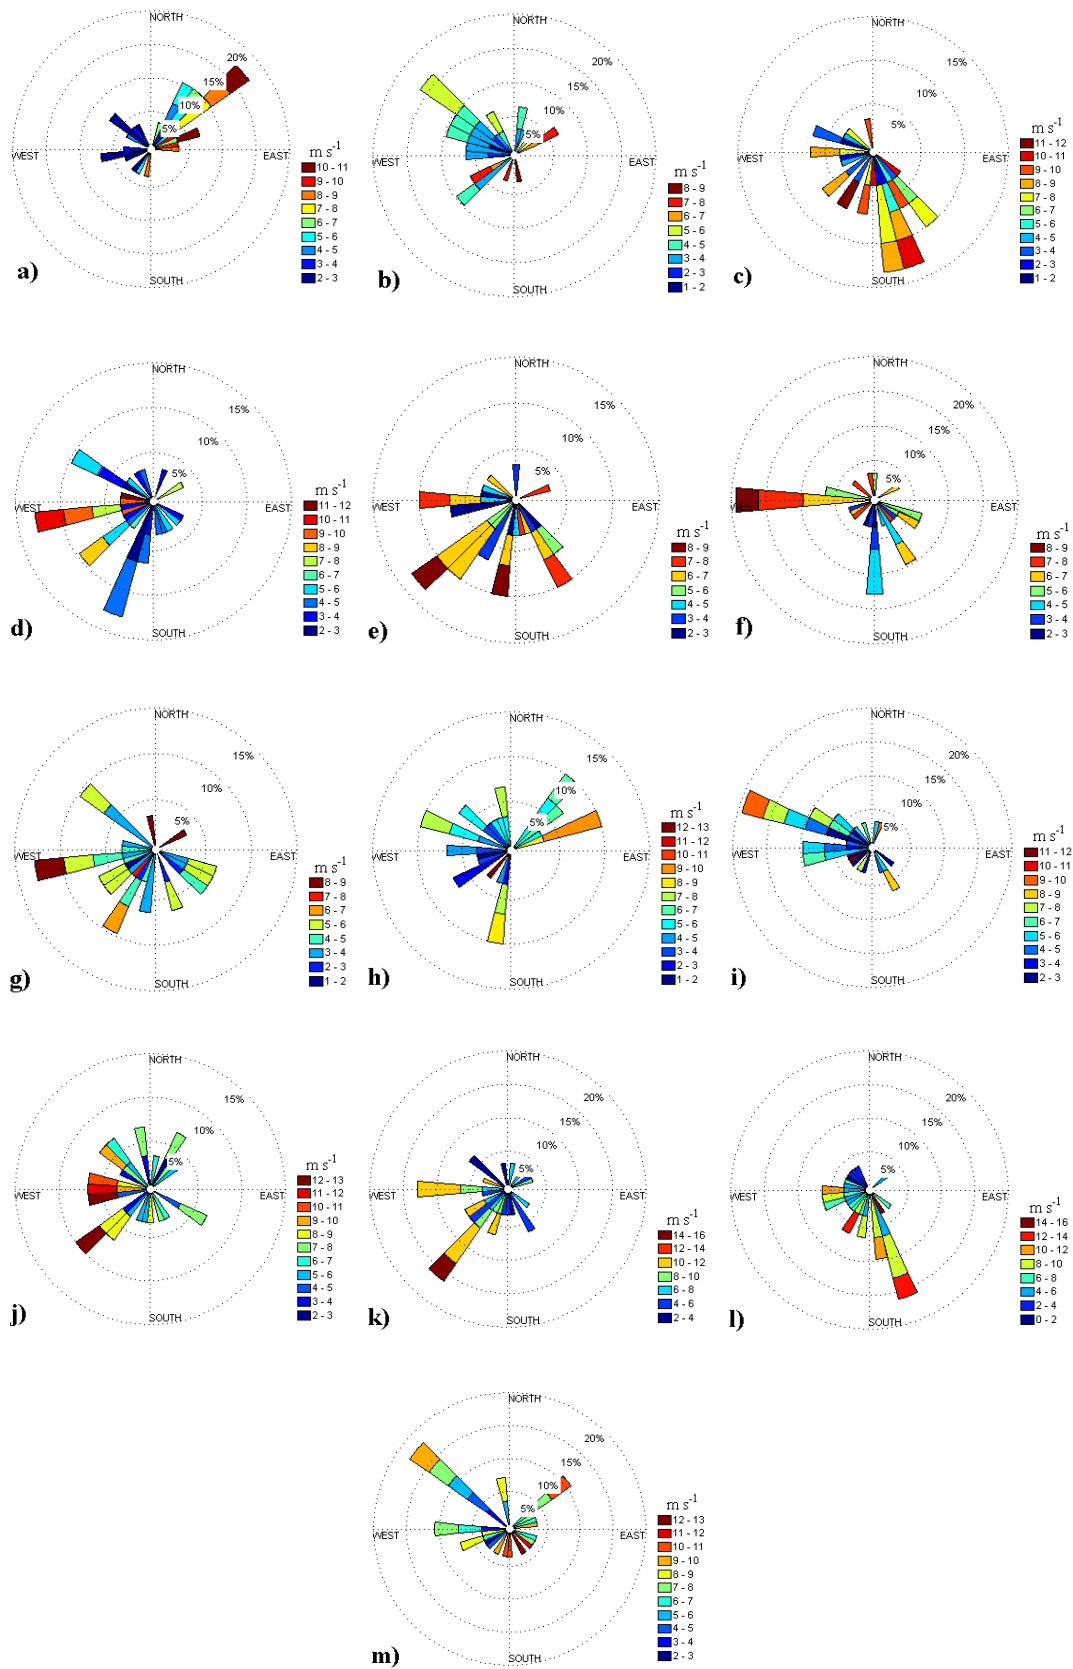 NORTH
20%
15%
10%
5%
WEST
EAST
SOUTH
m s-1
10 - 11
9 - 10
8 - 9
7 - 8
6 - 7
5 - 6
4 - 5
3 - 4
2 - 3
a)
NORTH
20%
15%
10%
5%
WEST
EAST
SOUTH
m s-1
8 - 9
7 - 8
6 - 7
5 - 6
4 - 5
3 - 4
2 - 3
1 - 2
b)
NORTH
15%
10%
5%
WEST
EAST
SOUTH
m s-1
11 - 12
10 - 11
9 - 10
8 - 9
7 - 8
6 - 7
5 - 6
4 - 5
3 - 4
2 - 3
1 - 2
c)
NORTH
15%
10%
5%
WEST
EAST
SOUTH
m s-1
11 - 12
10 - 11
9 - 10
8 - 9
7 - 8
6 - 7
5 - 6
4 - 5
3 - 4
2 - 3
d)
NORTH
15%
10%
5%
WEST
EAST
SOUTH
m s-1
8 - 9
7 - 8
6 - 7
5 - 6
4 - 5
3 - 4
2 - 3
e)
NORTH
20%
15%
10%
5%
WEST
EAST
SOUTH
m s-1
8 - 9
7 - 8
6 - 7
5 - 6
4 - 5
3 - 4
2 - 3
f)
NORTH
15%
10%
5%
WEST
EAST
SOUTH
m s-1
8 - 9
7 - 8
6 - 7
5 - 6
4 - 5
3 - 4
2 - 3
1 - 2
g)
NORTH
15%
10%
5%
WEST
EAST
SOUTH
m s-1
12 - 13
11 - 12
10 - 11
9 - 10
8 - 9
7 - 8
6 - 7
5 - 6
4 - 5
3 - 4
2 - 3
1 - 2
h)
NORTH
20%
15%
10%
5%
WEST
EAST
SOUTH
m s-1
11 - 12
10 - 11
9 - 10
8 - 9
7 - 8
6 - 7
5 - 6
4 - 5
3 - 4
2 - 3
i)
NORTH
15%
10%
5%
WEST
EAST
SOUTH
m s-1
12 - 13
11 - 12
10 - 11
9 - 10
8 - 9
7 - 8
6 - 7
5 - 6
4 - 5
3 - 4
2 - 3
j)
NORTH
20%
15%
10%
5%
WEST
EAST
SOUTH
m s-1
14 - 16
12 - 14
10 - 12
8 - 10
6 - 8
4 - 6
2 - 4
k)
NORTH
20%
15%
10%
5%
WEST
EAST
SOUTH
m s-1
14 - 16
12 - 14
10 - 12
8 - 10
6 - 8
4 - 6
2 - 4
0 - 2
l)
NORTH
20%
15%
10%
5%
WEST
EAST
SOUTH
m s-1
12 - 13
11 - 12
10 - 11
9 - 10
8 - 9
7 - 8
6 - 7
5 - 6
4 - 5
3 - 4
2 - 3
m)